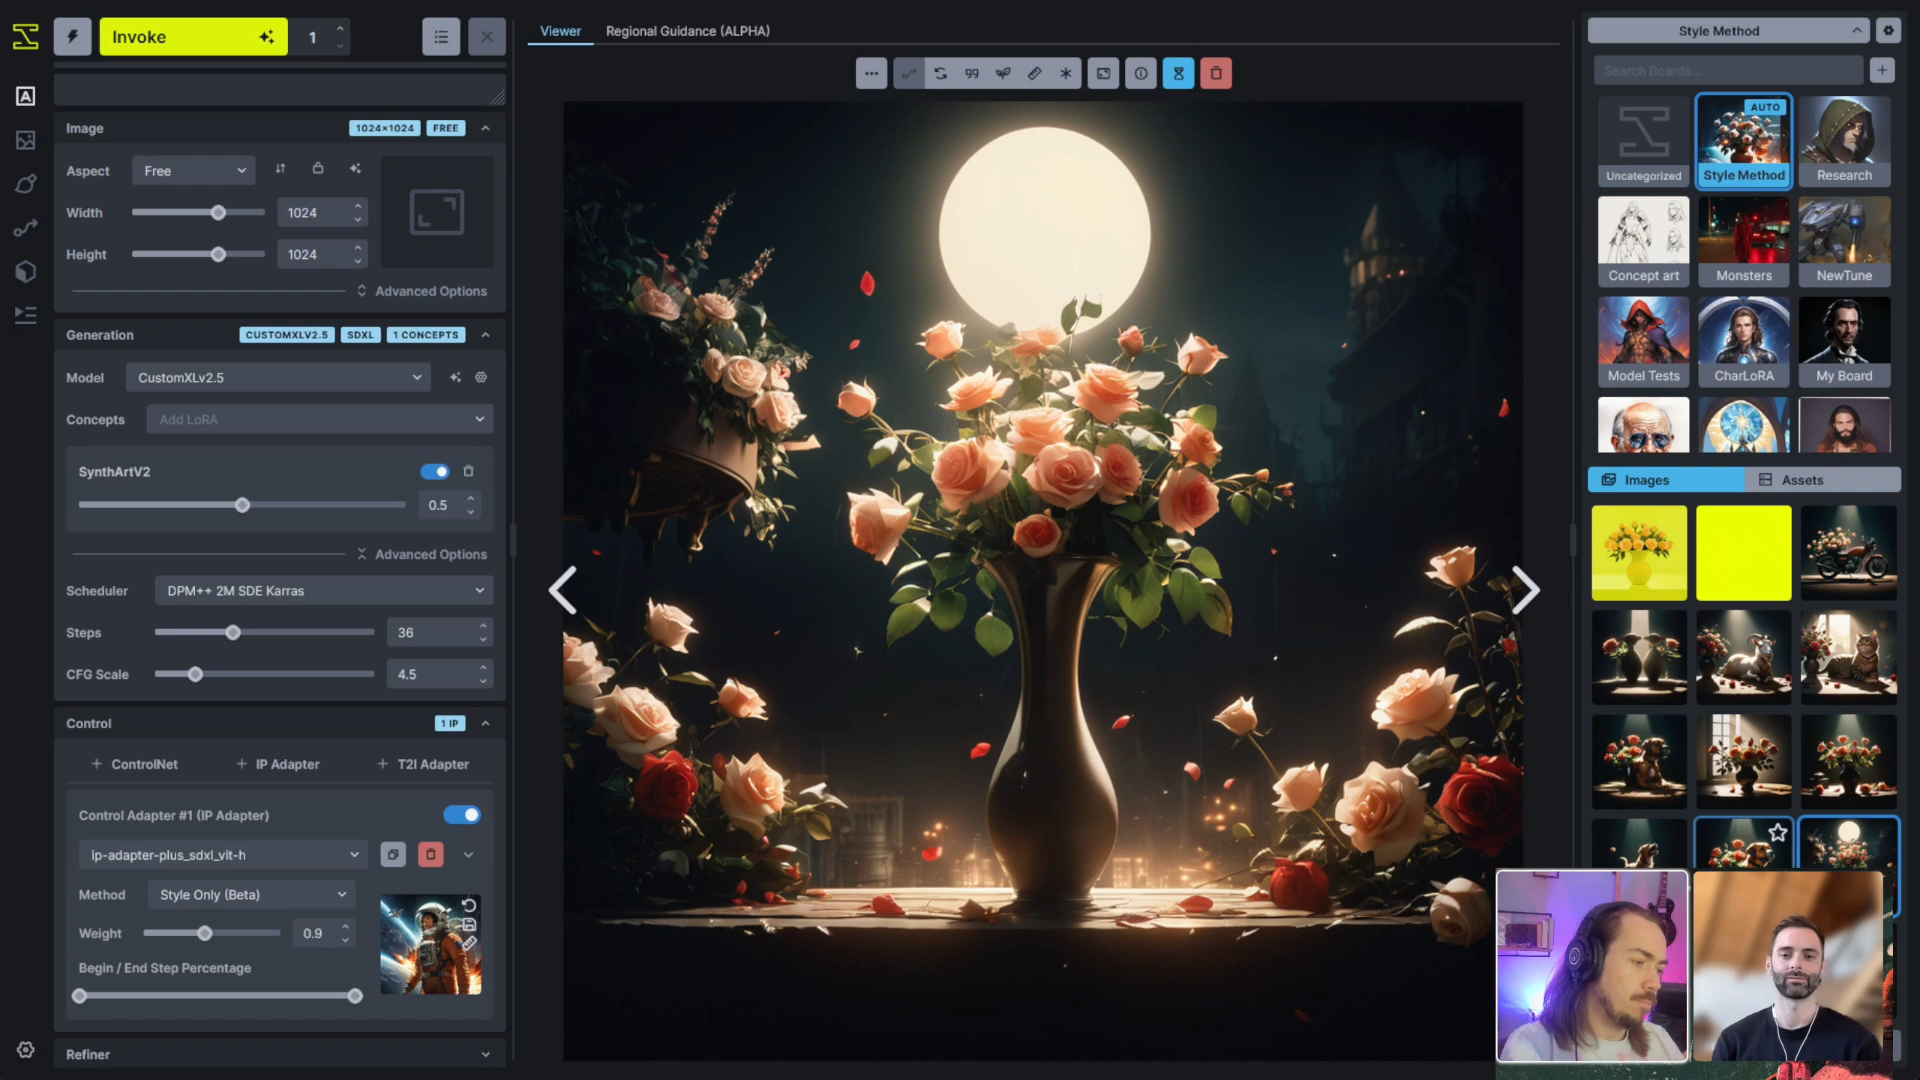 Invoke
1
Viewer
Regional Guidance (ALPHA)
Style Method
Search Boards...
Image
1024×1024
FREE
Aspect
Free
Width
1024
Height
1024
Advanced Options
Generation
CUSTOMXLV2.5
SDXL
1 CONCEPTS
Model
CustomXLv2.5
Concepts
Add LoRA
SynthArtV2
0.5
Advanced Options
Scheduler
DPM++ 2M SDE Karras
Steps
36
CFG Scale
4.5
Control
1 IP
ControlNet
IP Adapter
T2I Adapter
Control Adapter #1 (IP Adapter)
ip-adapter-plus_sdxl_vit-h
Method
Style Only (Beta)
Weight
0.9
Begin / End Step Percentage
Refiner
AUTO
Uncategorized
Style Method
Research
Concept art
Monsters
NewTune
Model Tests
CharLoRA
My Board
Images
Assets